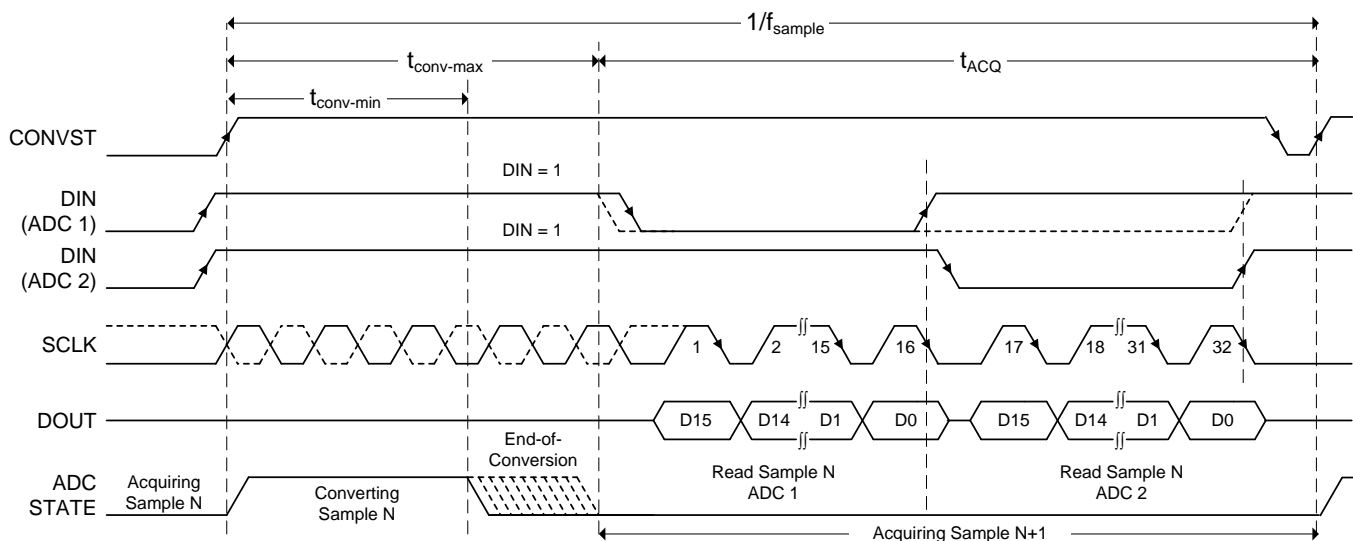 1/fsample
tconv-max
tACQ
tconv-min
CONVST
DIN = 1
DIN
(ADC 1)
DIN = 1
DIN
(ADC 2)
SCLK
1 2 15 16 17 18 31 32
DOUT
D15 D14 D1 D0 D15 D14 D1 D0
End-of-
Conversion
ADC
STATE
Acquiring
Sample N
Converting
Sample N
Read Sample N
ADC 1
Read Sample N
ADC 2
Acquiring Sample N+1